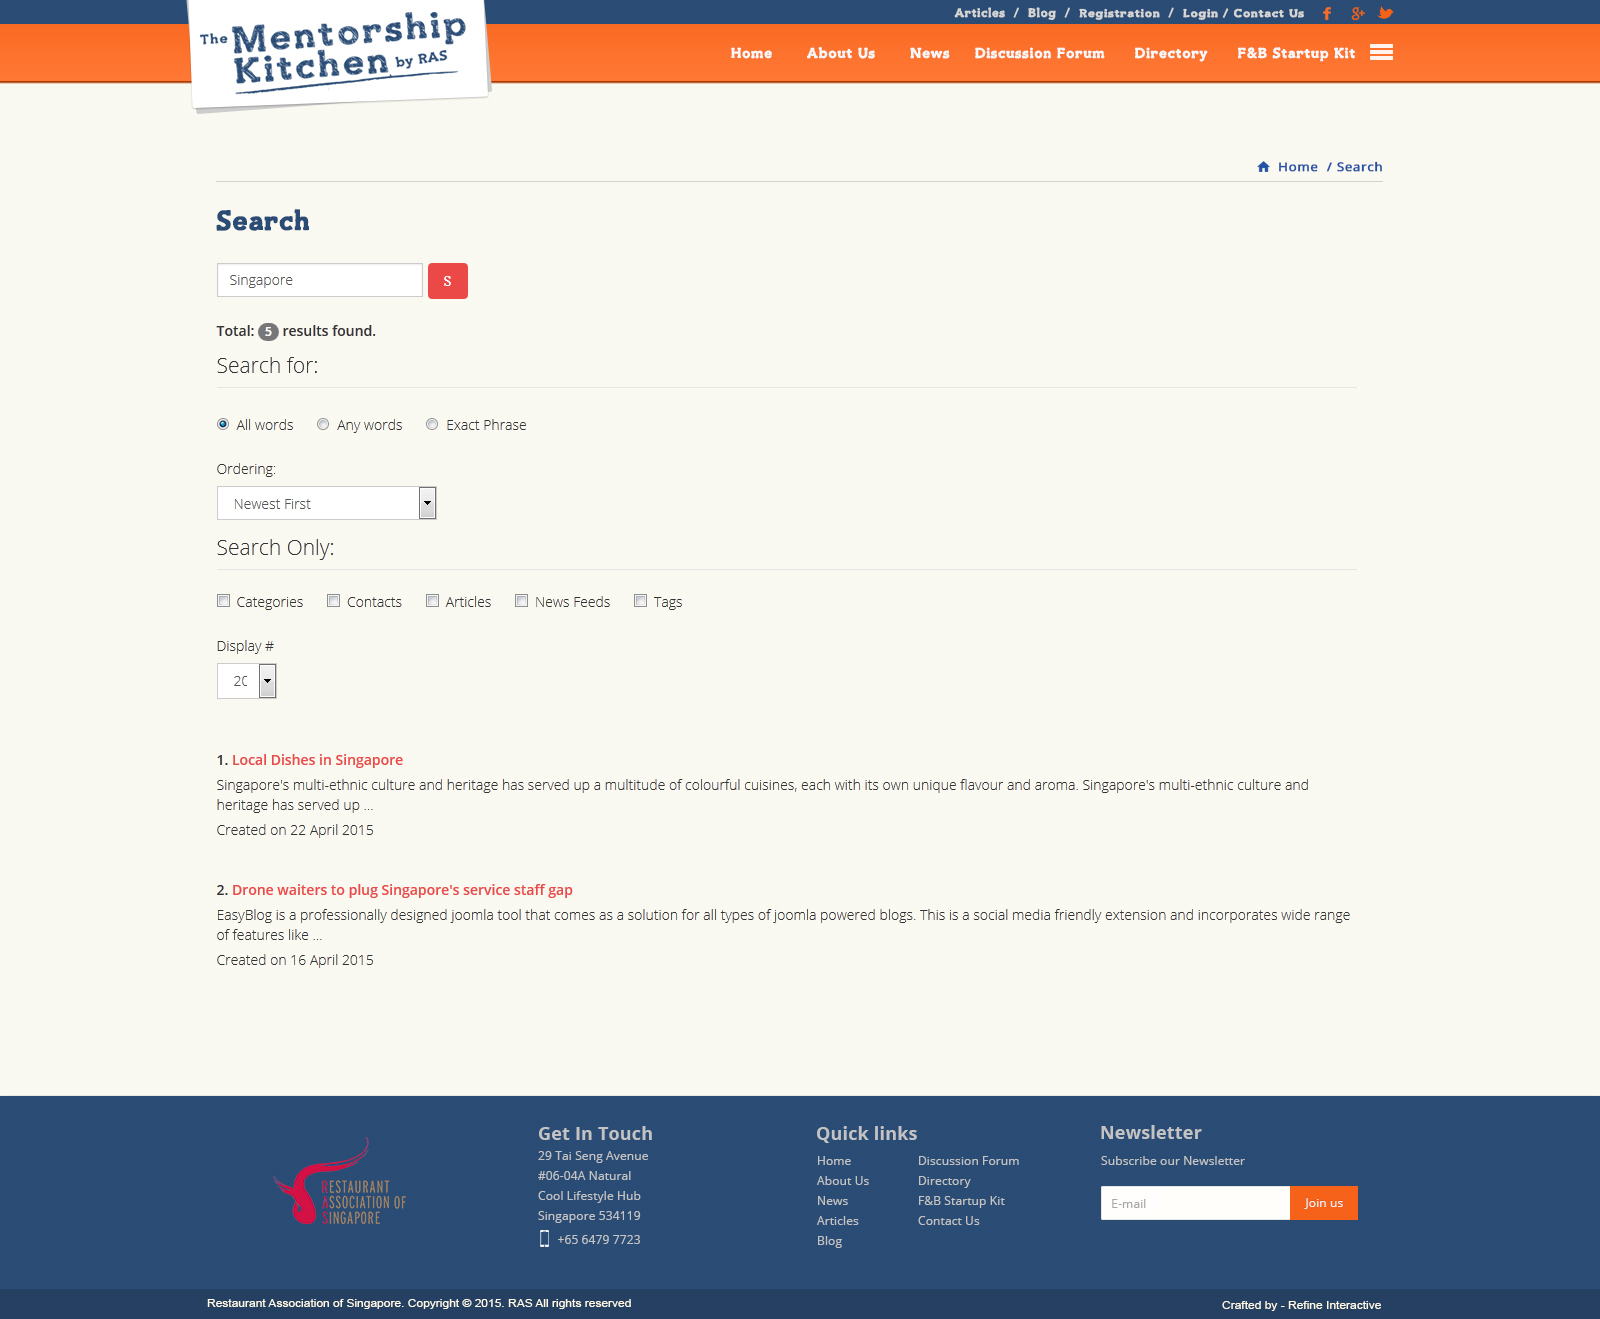 Articles / Blog / Registration / Login / Contact Us
The Mentorship
Kitchen by RAS
Home About Us News Discussion Forum Directory F&B Startup Kit
Home / Search
Search
Singapore S
Total: 5 results found.
Search for:
All words Any words Exact Phrase
Ordering:
Newest First
Search Only:
Categories Contacts Articles News Feeds Tags
Display #
20
1. Local Dishes in Singapore
Singapore's multi-ethnic culture and heritage has served up a multitude of colourful cuisines, each with its own unique flavour and aroma. Singapore's multi-ethnic culture and
heritage has served up ...
Created on 22 April 2015
2. Drone waiters to plug Singapore's service staff gap
EasyBlog is a professionally designed joomla tool that comes as a solution for all types of joomla powered blogs. This is a social media friendly extension and incorporates wide range
of features like ...
Created on 16 April 2015
RESTAURANT
ASSOCIATION OF
SINGAPORE
Get In Touch
29 Tai Seng Avenue
#06-04A Natural
Cool Lifestyle Hub
Singapore 534119
+65 6479 7723
Quick links
Home
About Us
News
Articles
Blog
Discussion Forum
Directory
F&B Startup Kit
Contact Us
Newsletter
Subscribe our Newsletter
E-mail Join us
Restaurant Association of Singapore. Copyright © 2015. RAS All rights reserved
Crafted by - Refine Interactive